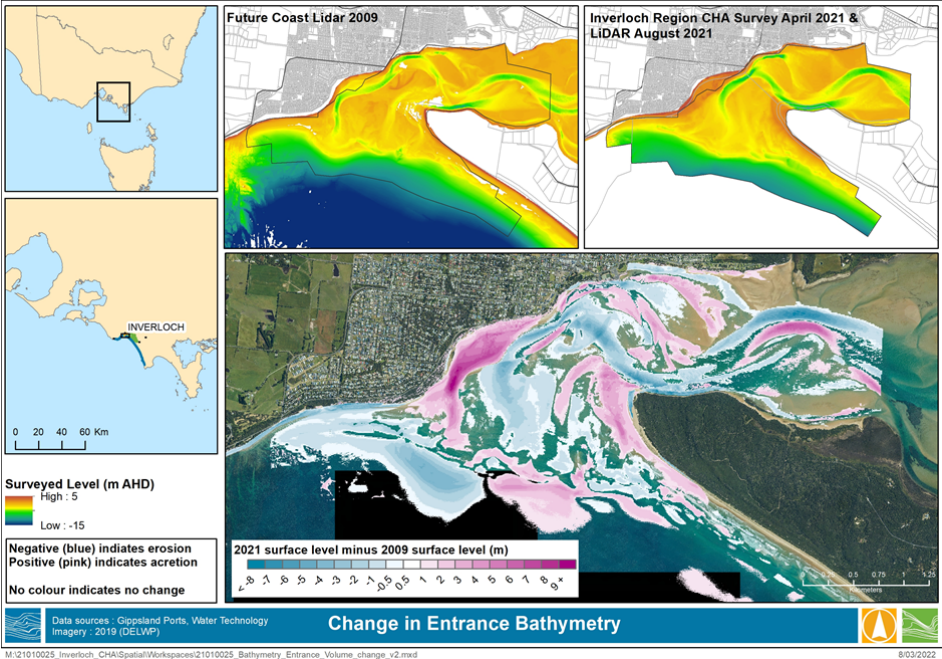 Future Coast Lidar 2009
Inverloch Region CHA Survey April 2021 &
LiDAR August 2021
INVERLOCH
0 20 40 60 Km
Surveyed Level (m AHD)
High : 5
Low : -15
Negative (blue) indiates erosion
Positive (pink) indicates acretion
No colour indicates no change
2021 surface level minus 2009 surface level (m)
< -8 -7 -6 -5 -4 -3 -2 -1 -0.5 0.5 1 2 3 4 5 6 7 8 9 +
0.25 0.5 0.75 1 1.25
Kilometers
Data sources : Gippsland Ports, Water Technology
Imagery : 2019 (DELWP)
Change in Entrance Bathymetry
M:\21010025_Inverloch_CHA\Spatial\Workspaces\21010025_Bathymetry_Entrance_Volume_change_v2.mxd
8/03/2022